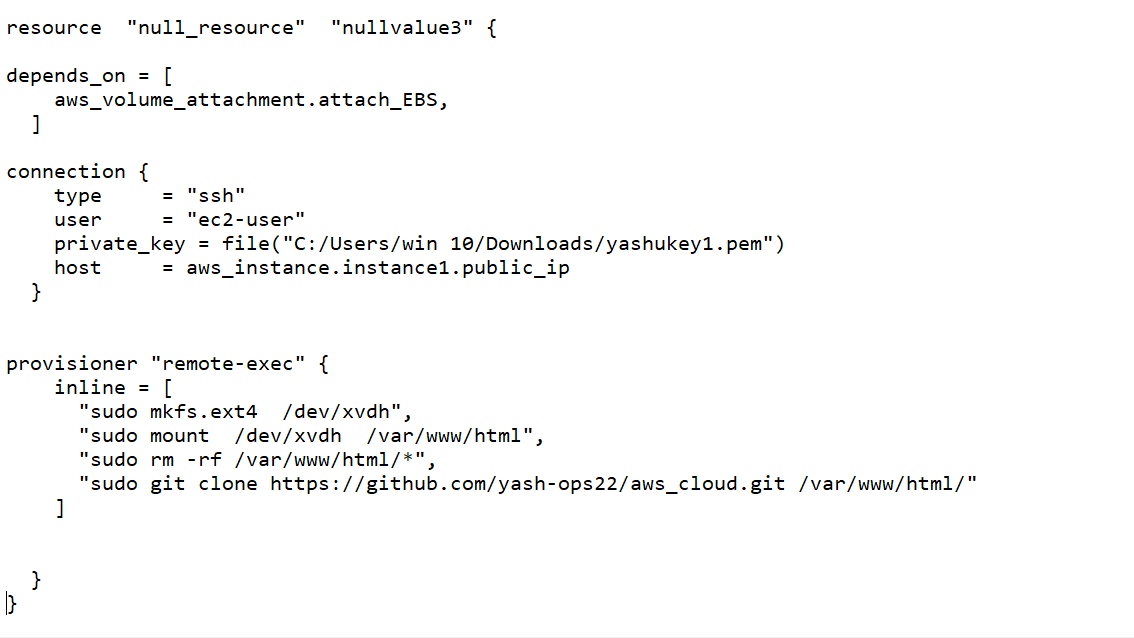 resource  "null_resource"  "nullvalue3" {
depends_on = [
    aws_volume_attachment.attach_EBS,
  ]
connection {
    type     = "ssh"
    user     = "ec2-user"
    private_key = file("C:/Users/win 10/Downloads/yashukey1.pem")
    host     = aws_instance.instance1.public_ip
  }
provisioner "remote-exec" {
    inline = [
      "sudo mkfs.ext4  /dev/xvdh",
      "sudo mount  /dev/xvdh  /var/www/html",
      "sudo rm -rf /var/www/html/*",
      "sudo git clone https://github.com/yash-ops22/aws_cloud.git /var/www/html/"
    ]
  }
}